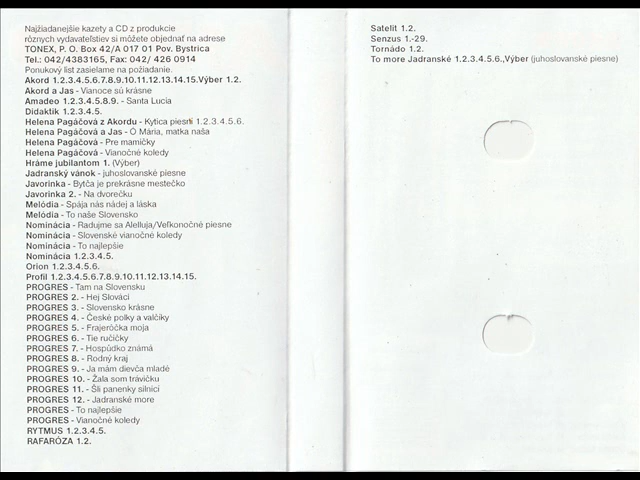 Najžiadanejšie kazety a CD z produkcie
rôznych vydavateľstiev si môžete objednať na adrese
TONEX, P. O. Box 42/A 017 01 Pov. Bystrica
Tel.: 042/4383165, Fax: 042/ 426 0914
Ponukový list zasielame na požiadanie.
Akord 1.2.3.4.5.6.7.8.9.10.11.12.13.14.15.Výber 1.2.
Akord a Jas - Vianoce sú krásne
Amadeo 1.2.3.4.5.8.9. - Santa Lucia
Didaktik 1.2.3.4.5.
Helena Pagáčová z Akordu - Kytica piesní 1.2.3.4.5.6.
Helena Pagáčová a Jas - Ó Mária, matka naša
Helena Pagáčová - Pre mamičky
Helena Pagáčová - Vianočné koledy
Hráme jubilantom 1. (Výber)
Jadranský vánok - juhoslovanské piesne
Javorinka - Bytča je prekrásne mestečko
Javorinka 2. - Na dvorečku
Melódia - Spája nás nádej a láska
Melódia - To naše Slovensko
Nominácia - Radujme sa Alelluja/Veľkonočné piesne
Nominácia - Slovenské vianočné koledy
Nominácia - To najlepšie
Nominácia 1.2.3.4.5.
Orion 1.2.3.4.5.6.
Profil 1.2.3.4.5.6.7.8.9.10.11.12.13.14.15.
PROGRES - Tam na Slovensku
PROGRES 2. - Hej Slováci
PROGRES 3. - Slovensko krásne
PROGRES 4. - České polky a valčíky
PROGRES 5. - Frajeročka moja
PROGRES 6. - Tie ručičky
PROGRES 7. - Hospůdko známá
PROGRES 8. - Rodný kraj
PROGRES 9. - Ja mám dievča mladé
PROGRES 10. - Žala som trávičku
PROGRES 11. - Šli panenky silnicí
PROGRES 12. - Jadranské more
PROGRES - To najlepšie
PROGRES - Vianočné koledy
RYTMUS 1.2.3.4.5.
RAFARÓZA 1.2.
Satelit 1.2.
Senzus 1.-29.
Tornádo 1.2.
To more Jadranské 1.2.3.4.5.6.,Výber (juhoslovanské piesne)